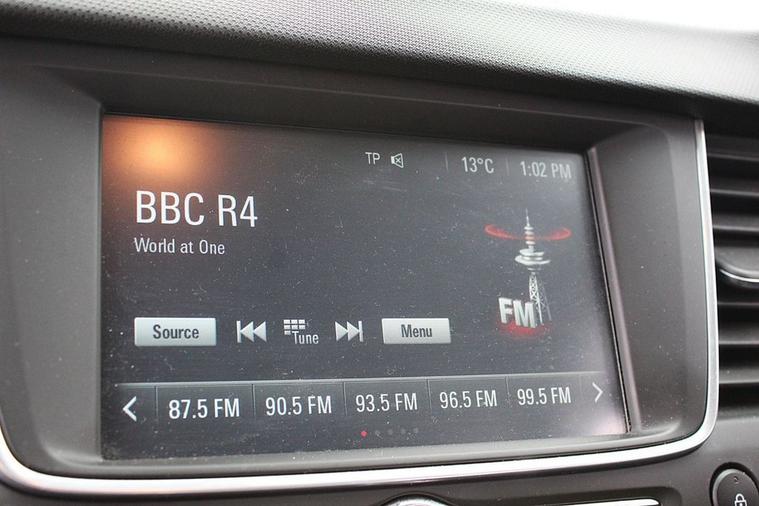 TP 13°C 1:02 PM
BBC R4
World at One
FM
Source Tune Menu
87.5 FM 90.5 FM 93.5 FM 96.5 FM 99.5 FM